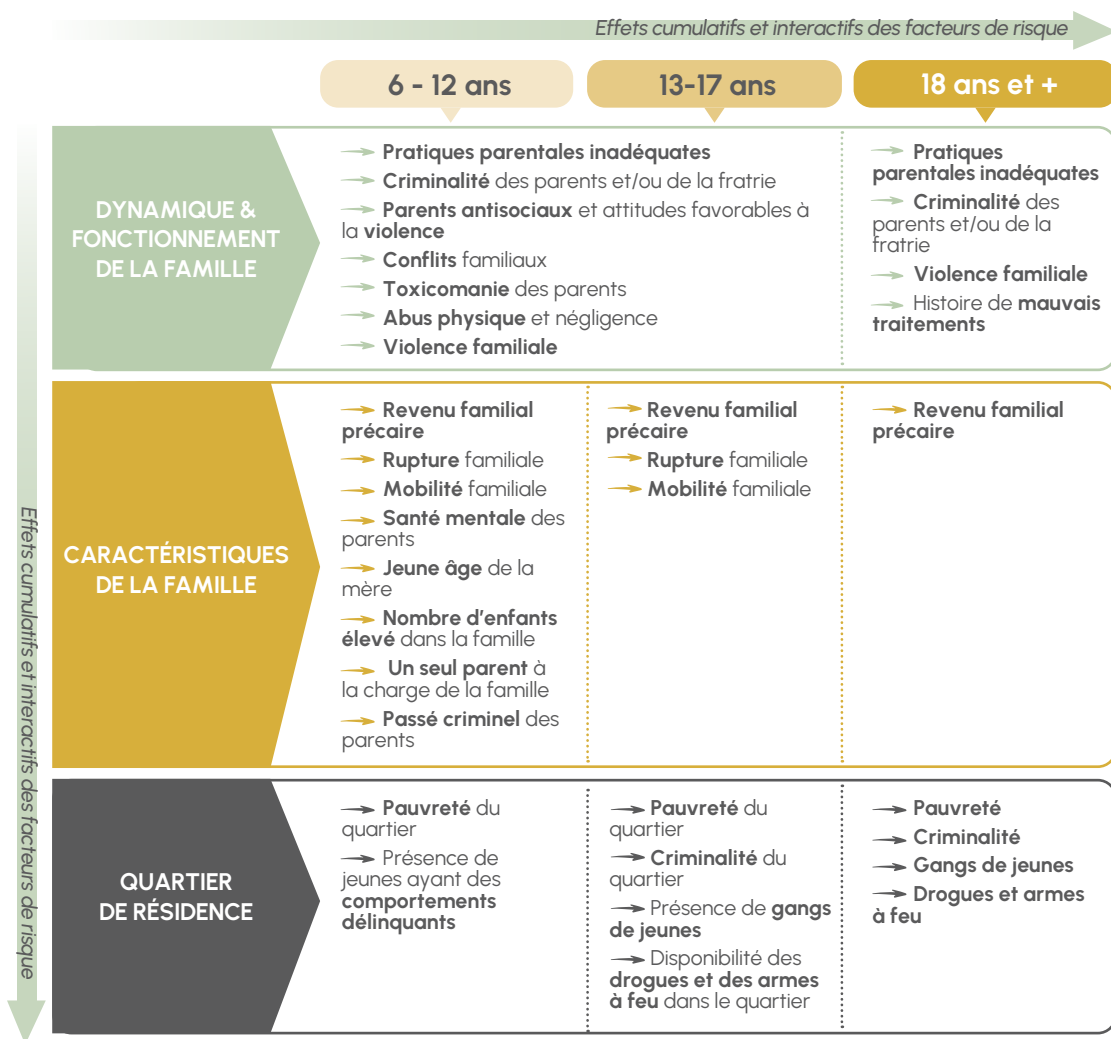 Effets cumulatifs et interactifs des facteurs de risque
6 - 12 ans
13-17 ans
18 ans et +
Effets cumulatifs et interactifs des facteurs de risque
DYNAMIQUE &
FONCTIONNEMENT
DE LA FAMILLE
Pratiques parentales inadéquates
Criminalité des parents et/ou de la fratrie
Parents antisociaux et attitudes favorables à
la violence
Conflits familiaux
Toxicomanie des parents
Abus physique et négligence
Violence familiale
Pratiques
parentales inadéquates
Criminalité des
parents et/ou de la
fratrie
Violence familiale
Histoire de mauvais
traitements
CARACTÉRISTIQUES
DE LA FAMILLE
Revenu familial
précaire
Rupture familiale
Mobilité familiale
Santé mentale des
parents
Jeune âge de la
mère
Nombre d'enfants
élevé dans la famille
Un seul parent à
la charge de la famille
Passé criminel des
parents
Revenu familial
précaire
Rupture familiale
Mobilité familiale
Revenu familial
précaire
QUARTIER
DE RÉSIDENCE
Pauvreté du
quartier
Présence de
jeunes ayant des
comportements
délinquants
Pauvreté du
quartier
Criminalité du
quartier
Présence de gangs
de jeunes
Disponibilité des
drogues et des armes
à feu dans le quartier
Pauvreté
Criminalité
Gangs de jeunes
Drogues et armes
à feu